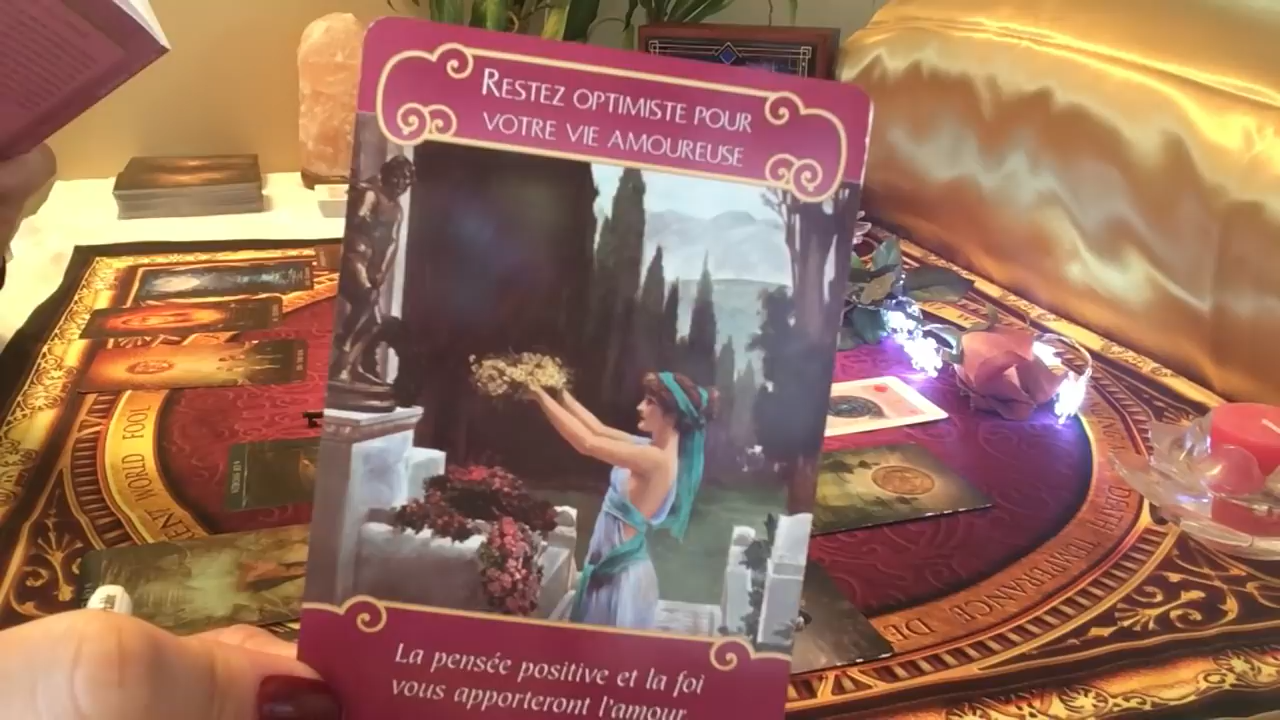 RESTEZ OPTIMISTE POUR
VOTRE VIE AMOUREUSE
La pensée positive et la foi
vous apporteront l'amour
WORLD FOOL
DEATH TEMPERANCE DE